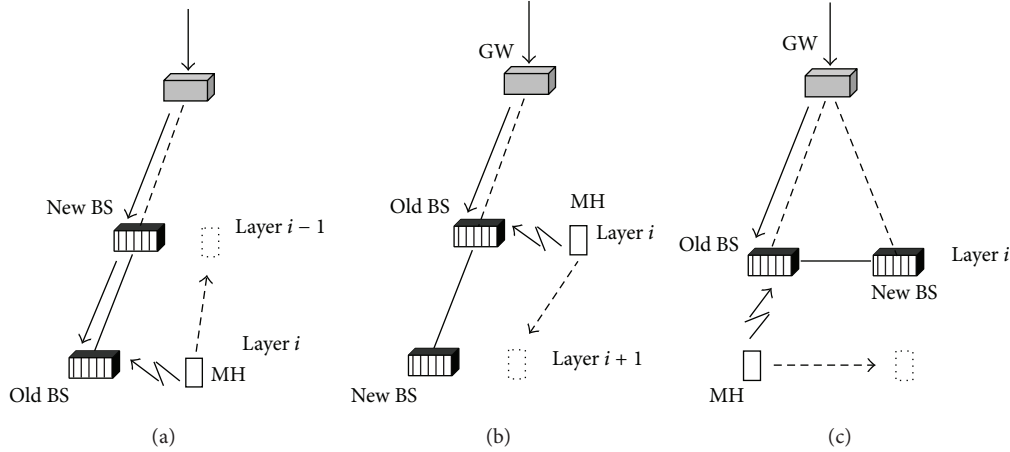 New BS
Layer i − 1
Layer i
MH
Old BS
(a)
GW
Old BS
MH
Layer i
Layer i + 1
New BS
(b)
GW
Old BS
Layer i
New BS
MH
(c)